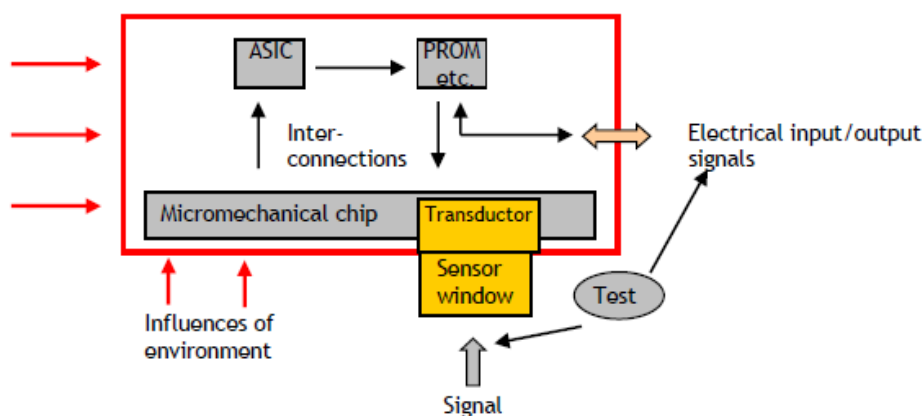 ASIC
PROM
etc.
Inter-
connections
Electrical input/output
signals
Micromechanical chip
Transductor
Sensor
window
Test
Influences of
environment
Signal